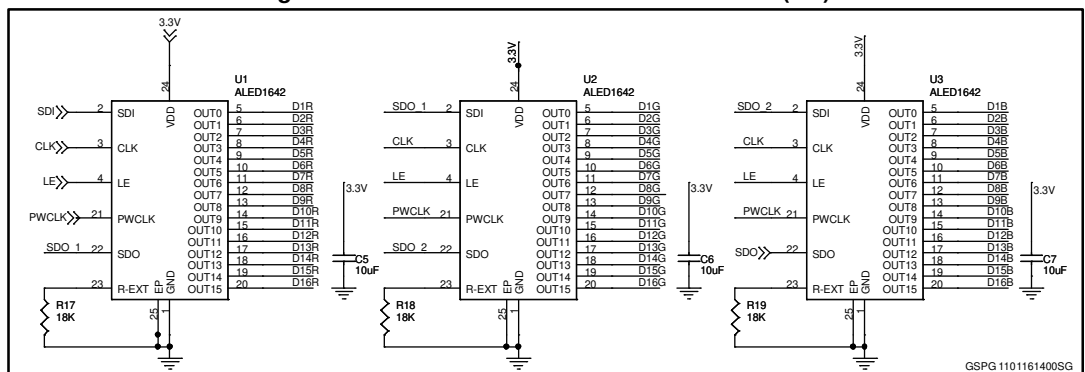 3.3V
U1
ALED1642
24
VDD
SDI 2 SDI
CLK 3 CLK
LE 4 LE
PWCLK 21 PWCLK
SDO_1 22 SDO
23 R-EXT
R17
18K
EP
GND
25
1
OUT0 5 D1R
OUT1 6 D2R
OUT2 7 D3R
OUT3 8 D4R
OUT4 9 D5R
OUT5 10 D6R
OUT6 11 D7R
OUT7 12 D8R
OUT8 13 D9R
OUT9 14 D10R
OUT10 15 D11R
OUT11 16 D12R
OUT12 17 D13R
OUT13 18 D14R
OUT14 19 D15R
OUT15 20 D16R
3.3V
C5
10uF
3.3V
U2
ALED1642
24
VDD
SDO_1 2 SDI
CLK 3 CLK
LE 4 LE
PWCLK 21 PWCLK
SDO_2 22 SDO
23 R-EXT
R18
18K
EP
GND
25
1
OUT0 5 D1G
OUT1 6 D2G
OUT2 7 D3G
OUT3 8 D4G
OUT4 9 D5G
OUT5 10 D6G
OUT6 11 D7G
OUT7 12 D8G
OUT8 13 D9G
OUT9 14 D10G
OUT10 15 D11G
OUT11 16 D12G
OUT12 17 D13G
OUT13 18 D14G
OUT14 19 D15G
OUT15 20 D16G
3.3V
C6
10uF
3.3V
U3
ALED1642
24
VDD
SDO_2 2 SDI
CLK 3 CLK
LE 4 LE
PWCLK 21 PWCLK
SDO 22 SDO
23 R-EXT
R19
18K
EP
GND
25
1
OUT0 5 D1B
OUT1 6 D2B
OUT2 7 D3B
OUT3 8 D4B
OUT4 9 D5B
OUT5 10 D6B
OUT6 11 D7B
OUT7 12 D8B
OUT8 13 D9B
OUT9 14 D10B
OUT10 15 D11B
OUT11 16 D12B
OUT12 17 D13B
OUT13 18 D14B
OUT14 19 D15B
OUT15 20 D16B
3.3V
C7
10uF
GSPG1101161400SG